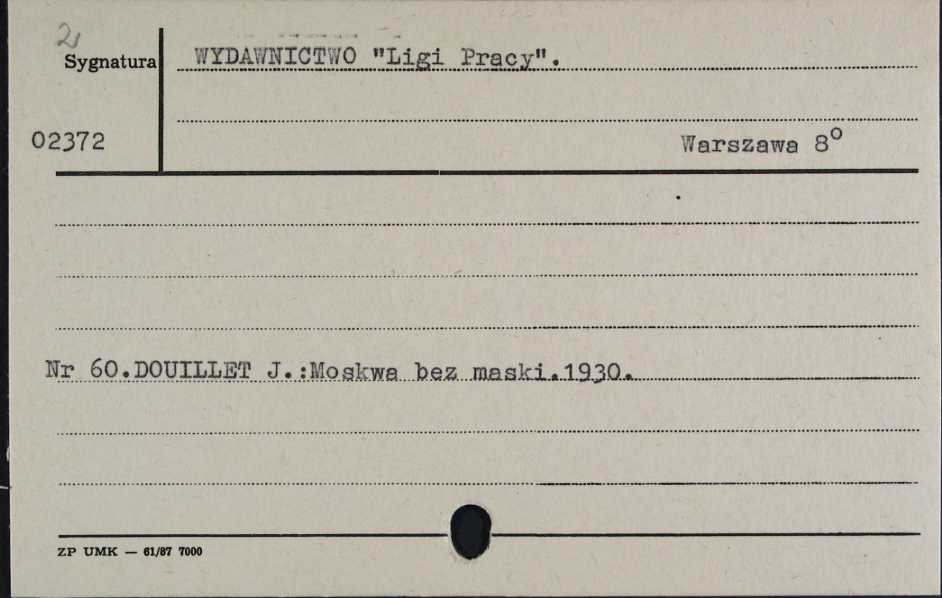 2
Sygnatura
WYDAWNICTWO "Ligi Pracy".
02372
Warszawa 8º
Nr 60.DOUILLET J.:Moskwa bez maski.1930.
ZP UMK — 61/87 7000